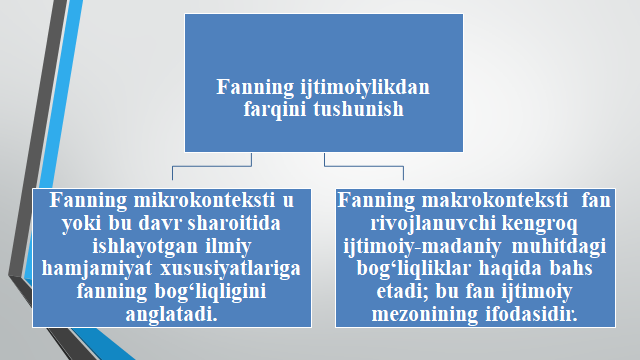 Fanning ijtimoiylikdan
farqini tushunish
Fanning mikrokonteksti u
yoki bu davr sharoitida
ishlayotgan ilmiy
hamjamiyat xususiyatlariga
fanning bog‘liqligini
anglatadi.
Fanning makrokonteksti fan
rivojlanuvchi kengroq
ijtimoiy-madaniy muhitdagi
bog‘liqliklar haqida bahs
etadi; bu fan ijtimoiy
mezonining ifodasidir.